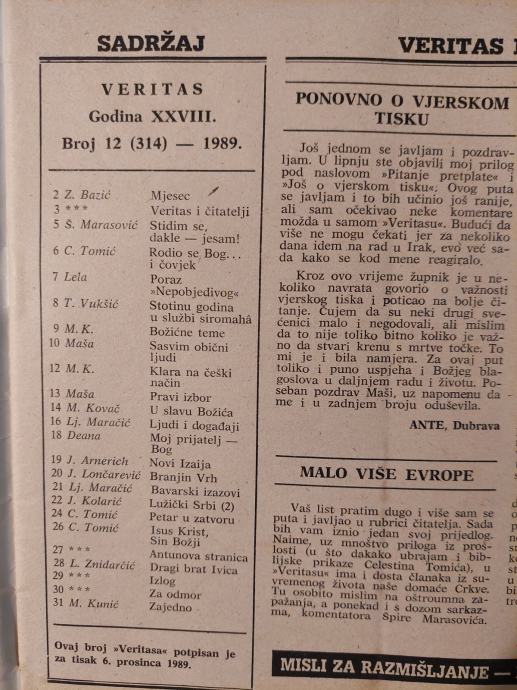 SADRŽAJ
VERITAS
Godina XXVIII.
Broj 12 (314) — 1989.
2 Z. Bazić Mjesec
3 *** Veritas i čitatelji
5 Š. Marasović Stidim se,
dakle — jesam!
6 C. Tomić Rodio se Bog...
i čovjek
7 Lela Poraz
»Nepobjedivog«
8 T. Vukšić Stotinu godina
u službi siromahâ
9 M. K. Božićne teme
10 Maša Sasvim obični
ljudi
12 M. K. Klara na češki
način
13 Maša Pravi izbor
14 M. Kovač U slavu Božića
16 Lj. Maračić Ljudi i događaji
18 Deana Moj prijatelj —
Bog
19 J. Arnerich Novi Izaija
20 J. Lončarević Branjin Vrh
21 Lj. Maračić Bavarski izazovi
22 J. Kolarić Lužički Srbi (2)
24 C. Tomić Petar u zatvoru
26 C. Tomić Isus Krist,
Sin Božji
27 *** Antunova stranica
28 L. Znidarčić Dragi brat Ivica
29 *** Izlog
30 *** Za odmor
31 M. Kunić Zajedno
Ovaj broj »Veritasa« potpisan je
za tisak 6. prosinca 1989.
VERITAS
PONOVNO O VJERSKOM
TISKU
Još jednom se javljam i pozdrav-
ljam. U lipnju ste objavili moj prilog
pod naslovom »Pitanje pretplate« i
»Još o vjerskom tisku«. Ovog puta
se javljam i to bih učinio još ranije,
ali sam očekivao neke komentare
možda u samom »Veritasu«. Budući da
više ne mogu čekati jer za nekoliko
dana idem na rad u Irak, evo već sa-
da kako se kod mene reagiralo.
Kroz ovo vrijeme župnik je u ne-
koliko navrata govorio o važnosti
vjerskog tiska i poticao na bolje či-
tanje. Čujem da su neki drugi sve-
ćenici malo i negodovali, ali mislim
da to nije toliko bitno koliko je važ-
no da stvari krenu s mrtve točke. To
mi je i bila namjera. Za ovaj put
toliko i puno uspjeha i Božjeg bla-
goslova u daljnjem radu i životu. Po-
seban pozdrav Maši, uz napomenu da
me i u zadnjem broju oduševila.
ANTE, Dubrava
MALO VIŠE EVROPE
Vaš list pratim dugo i više sam se
puta i javljao u rubrici čitatelja. Sada
bih vam iznio jedan svoj prijedlog.
Naime, uz mnoštvo priloga iz proš-
losti (u što dakako ubrajam i bib-
lijske prikaze Celestina Tomića), u
»Veritasu« ima i dosta članaka iz su-
vremenog života naše domaće Crkve.
Tu osobito mislim na oštroumna za-
pažanja, a ponekad i s dozom sarkaz-
ma, komentatora Špire Marasovića.
MISLI ZA RAZMIŠLJANJE —